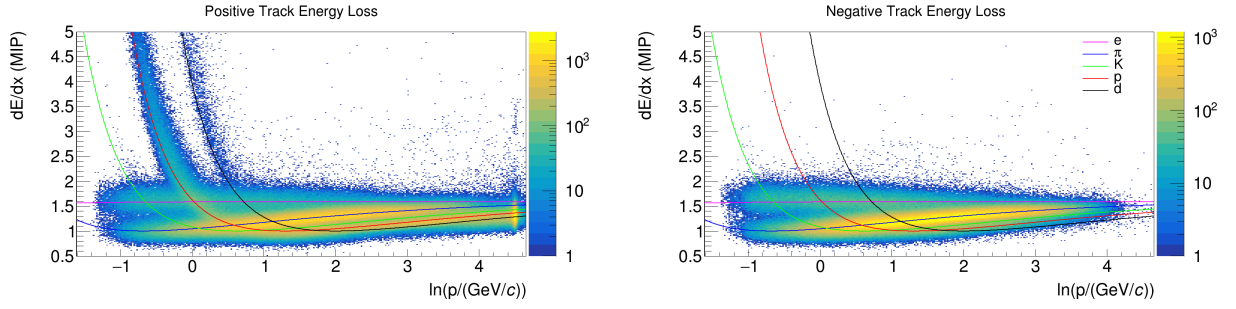 Positive Track Energy Loss
dE/dx (MIP)
5
4.5
4
3.5
3
2.5
2
1.5
1
0.5
−1 0 1 2 3 4
ln(p/(GeV/c))
10³
10²
10
1
Negative Track Energy Loss
dE/dx (MIP)
5
4.5
4
3.5
3
2.5
2
1.5
1
0.5
−1 0 1 2 3 4
ln(p/(GeV/c))
e
π
K
p
d
10³
10²
10
1